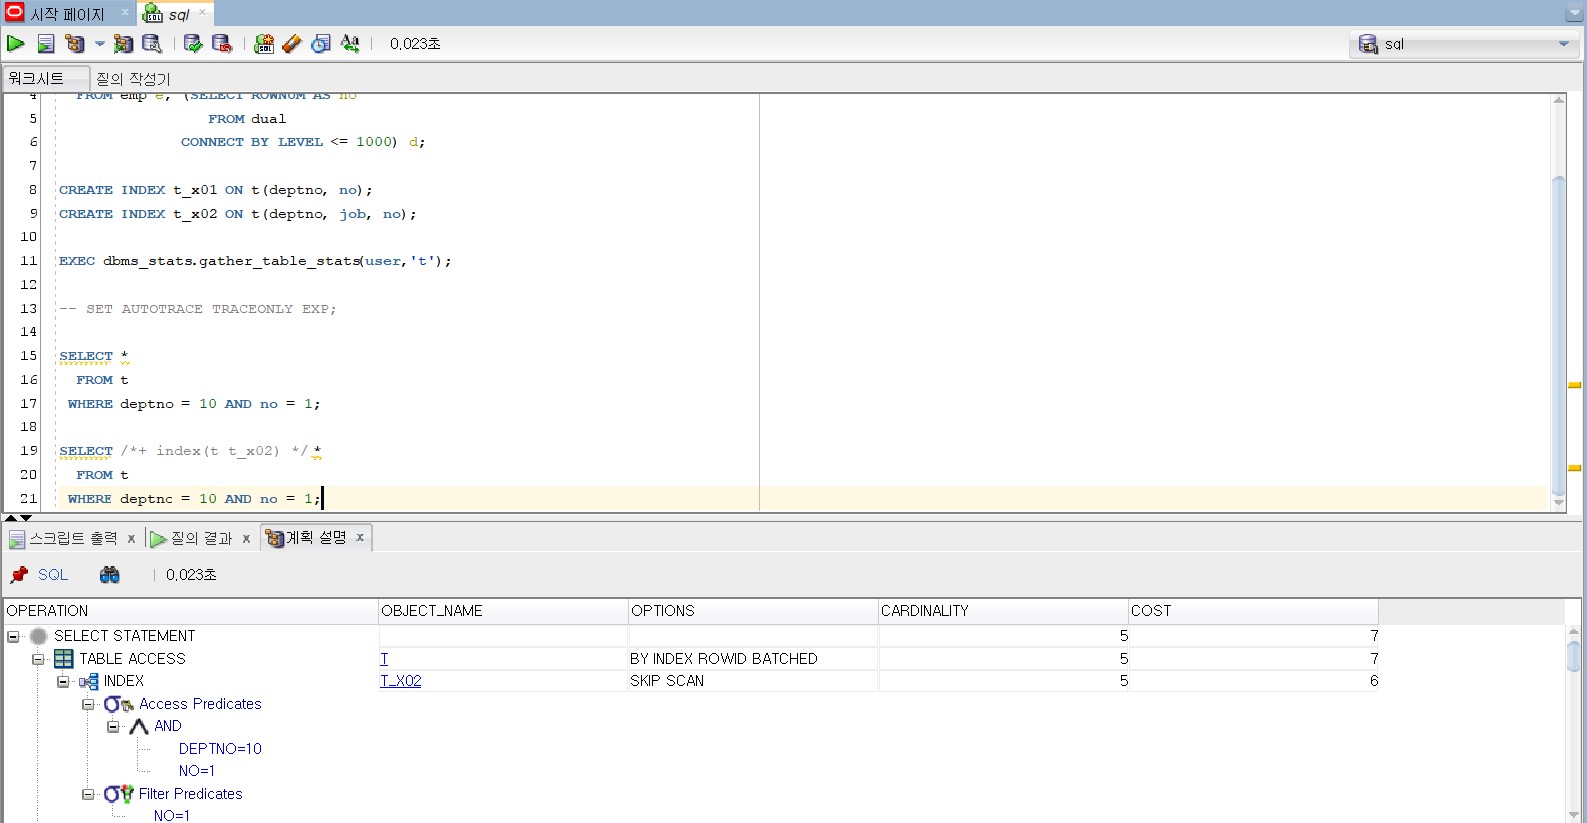 시작 페이지 × sql ×
0,023초 sql
워크시트 질의 작성기
4 FROM emp e, (SELECT ROWNUM AS no
5 FROM dual
6 CONNECT BY LEVEL <= 1000) d;
7
8 CREATE INDEX t_x01 ON t(deptno, no);
9 CREATE INDEX t_x02 ON t(deptno, job, no);
10
11 EXEC dbms_stats.gather_table_stats(user,'t');
12
13 -- SET AUTOTRACE TRACEONLY EXP;
14
15 SELECT *
16 FROM t
17 WHERE deptno = 10 AND no = 1;
18
19 SELECT /*+ index(t t_x02) */ *
20 FROM t
21 WHERE deptno = 10 AND no = 1;
스크립트 출력 x 질의 결과 x 계획 설명 x
SQL 0,023초
OPERATION OBJECT_NAME OPTIONS CARDINALITY COST
SELECT STATEMENT 5 7
TABLE ACCESS T BY INDEX ROWID BATCHED 5 7
INDEX T_X02 SKIP SCAN 5 6
Access Predicates
AND
DEPTNO=10
NO=1
Filter Predicates
NO=1